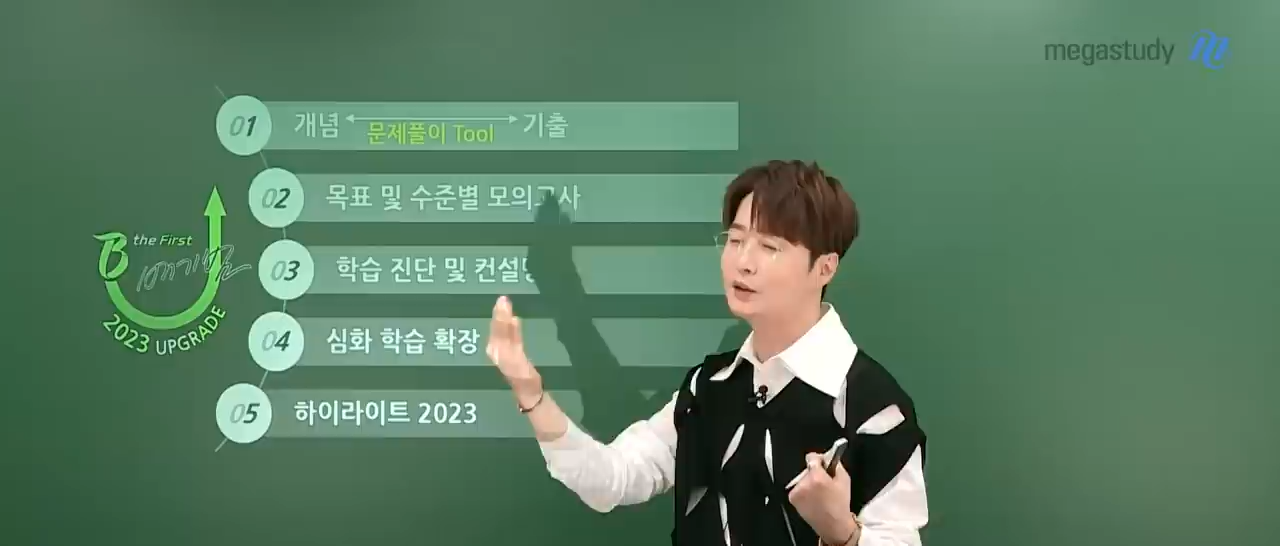 megastudy
01 개념 문제풀이 Tool 기출
02 목표 및 수준별 모의고사
03 학습 진단 및 컨설팅
04 심화 학습 확장
05 하이라이트 2023
B the First
2023 UPGRADE